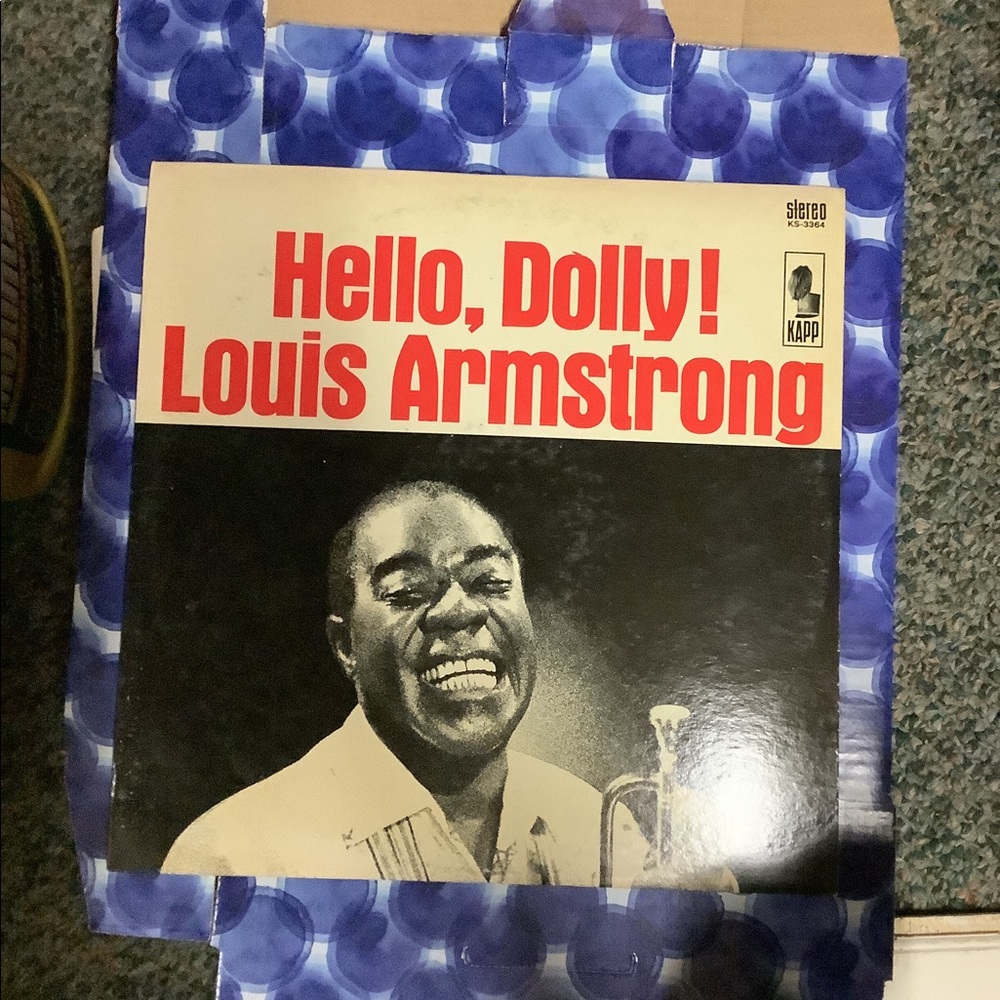 stereo
KS-3364
Hello, Dolly!
KAPP
Louis Armstrong